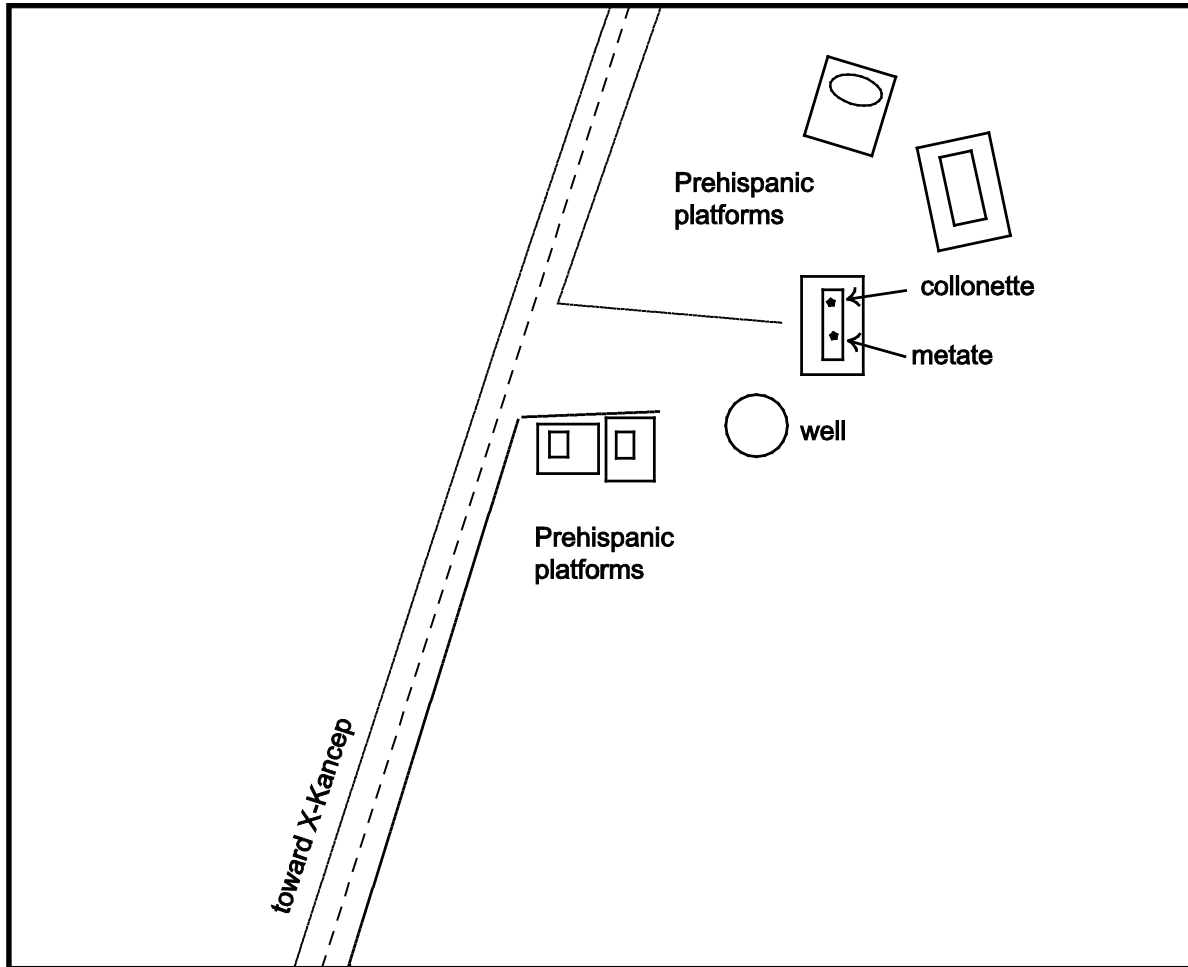 Prehispanic
platforms
collonette
metate
well
Prehispanic
platforms
toward X-Kancep